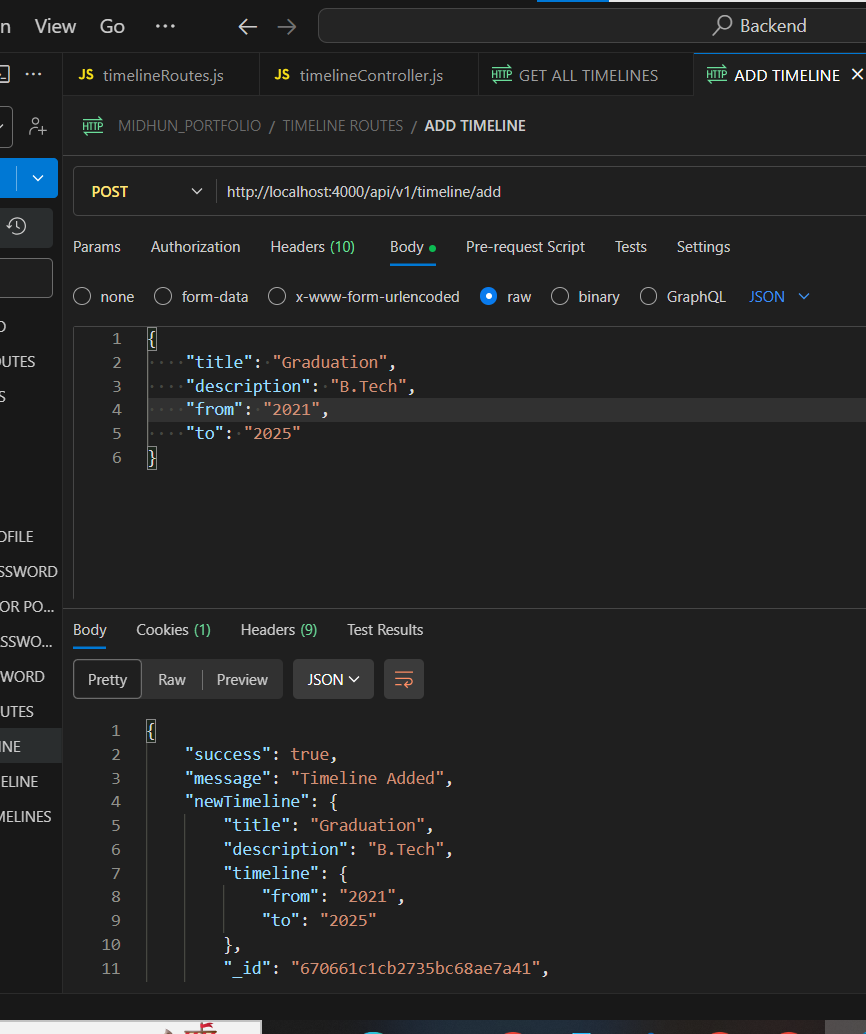 n View Go ··· Backend
JS timelineRoutes.js JS timelineController.js HTTP GET ALL TIMELINES HTTP ADD TIMELINE
HTTP MIDHUN_PORTFOLIO / TIMELINE ROUTES / ADD TIMELINE
POST http://localhost:4000/api/v1/timeline/add
Params Authorization Headers (10) Body Pre-request Script Tests Settings
none form-data x-www-form-urlencoded raw binary GraphQL JSON
1 {
2 "title": "Graduation",
3 "description": "B.Tech",
4 "from": "2021",
5 "to": "2025"
6 }
O
OUTES
S
OFILE
SSWORD
OR PO...
SSWO...
WORD
UTES
INE
ELINE
MELINES
Body Cookies (1) Headers (9) Test Results
Pretty Raw Preview JSON
1 {
2 "success": true,
3 "message": "Timeline Added",
4 "newTimeline": {
5 "title": "Graduation",
6 "description": "B.Tech",
7 "timeline": {
8 "from": "2021",
9 "to": "2025"
10 },
11 "_id": "670661c1cb2735bc68ae7a41",